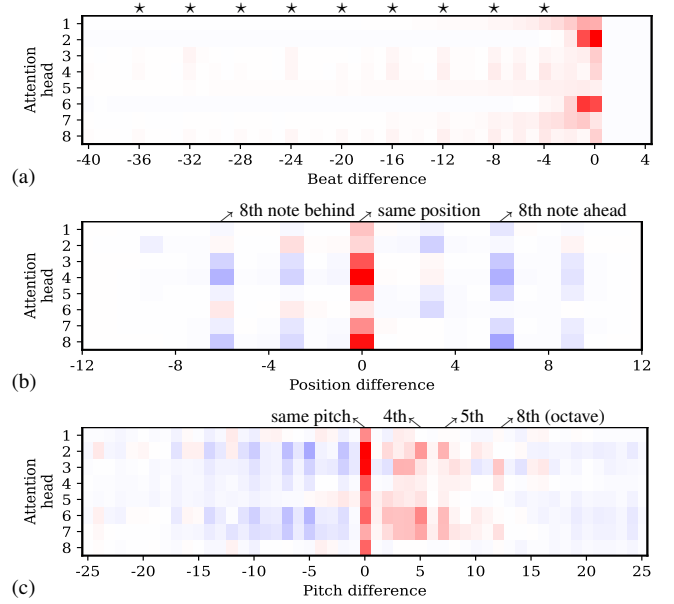 ★ ★ ★ ★ ★ ★ ★ ★ ★
1
2
3
4
5
6
7
8
Attention
head
-40 -36 -32 -28 -24 -20 -16 -12 -8 -4 0 4
Beat difference
(a)
8th note behind same position 8th note ahead
1
2
3
4
5
6
7
8
Attention
head
-12 -8 -4 0 4 8 12
Position difference
(b)
same pitch 4th 5th 8th (octave)
1
2
3
4
5
6
7
8
Attention
head
-25 -20 -15 -10 -5 0 5 10 15 20 25
Pitch difference
(c)